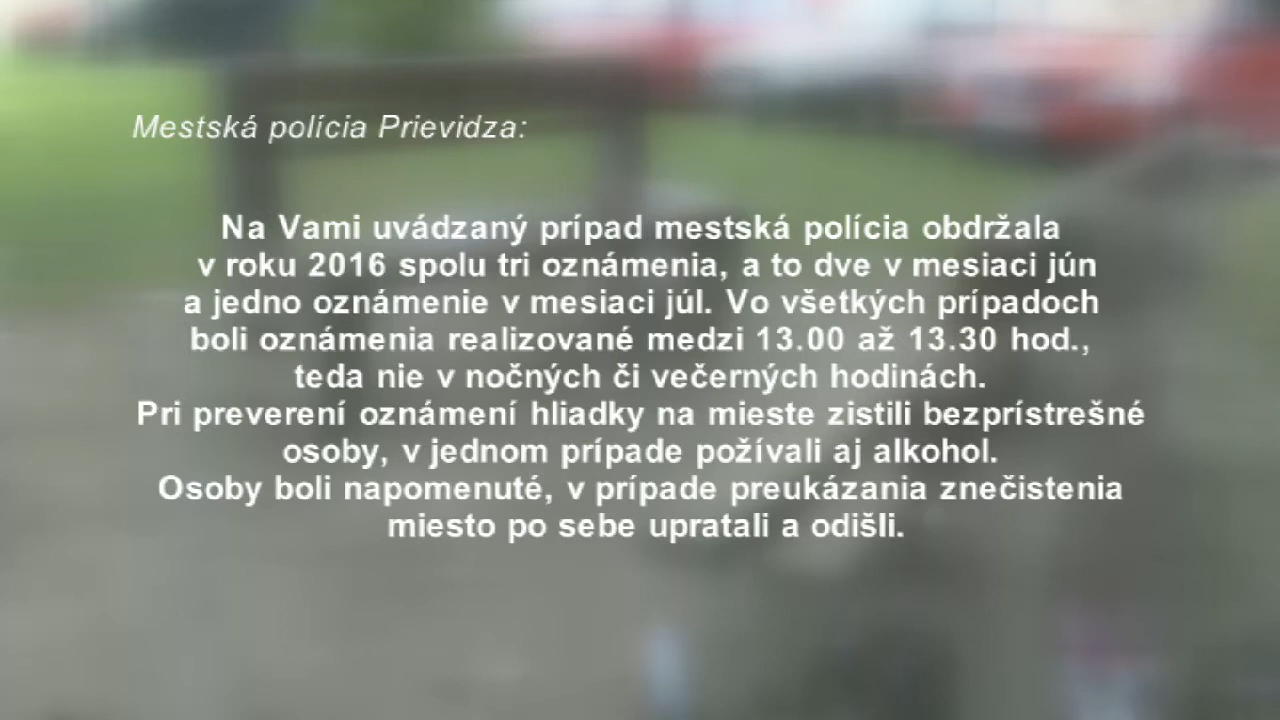 Mestská polícia Prievidza:
Na Vami uvádzaný prípad mestská polícia obdržala
v roku 2016 spolu tri oznámenia, a to dve v mesiaci jún
a jedno oznámenie v mesiaci júl. Vo všetkých prípadoch
boli oznámenia realizované medzi 13.00 až 13.30 hod.,
teda nie v nočných či večerných hodinách.
Pri preverení oznámení hliadky na mieste zistili bezprístrešné
osoby, v jednom prípade požívali aj alkohol.
Osoby boli napomenuté, v prípade preukázania znečistenia
miesto po sebe upratali a odišli.